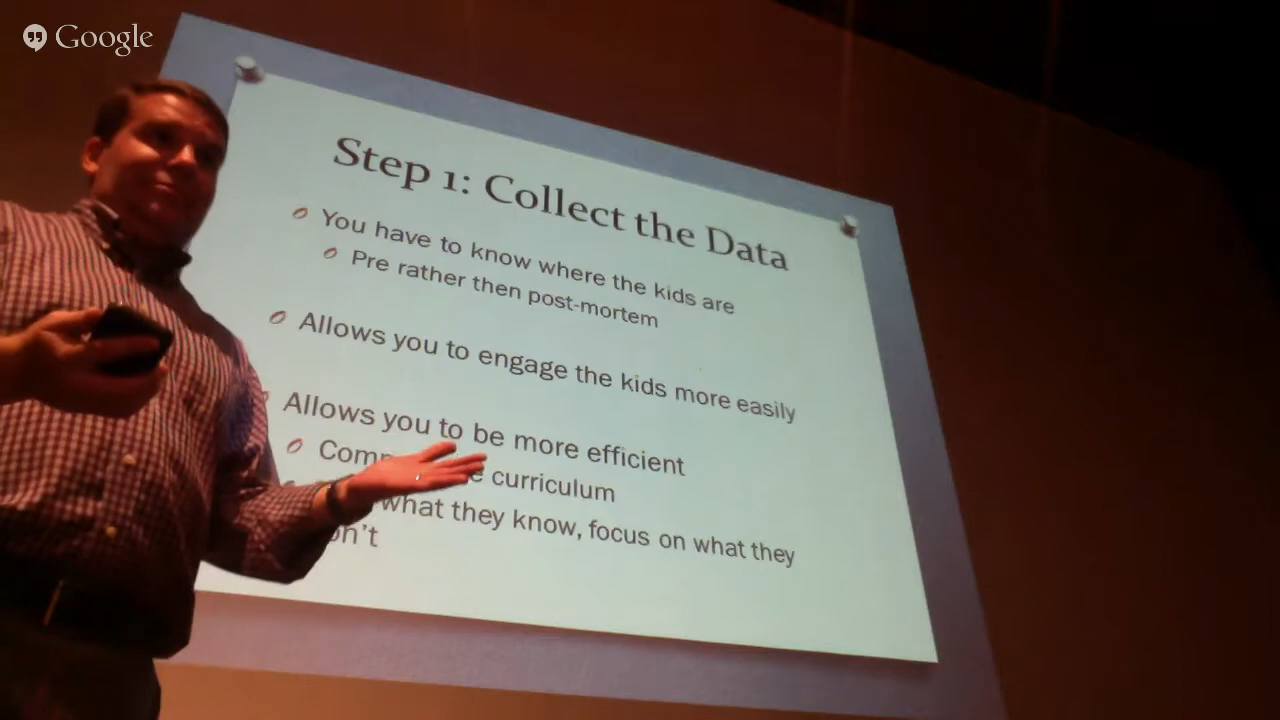 Google
Step 1: Collect the Data
You have to know where the kids are
Pre rather then post-mortem
Allows you to engage the kids more easily
Allows you to be more efficient
curriculum
what they know, focus on what they